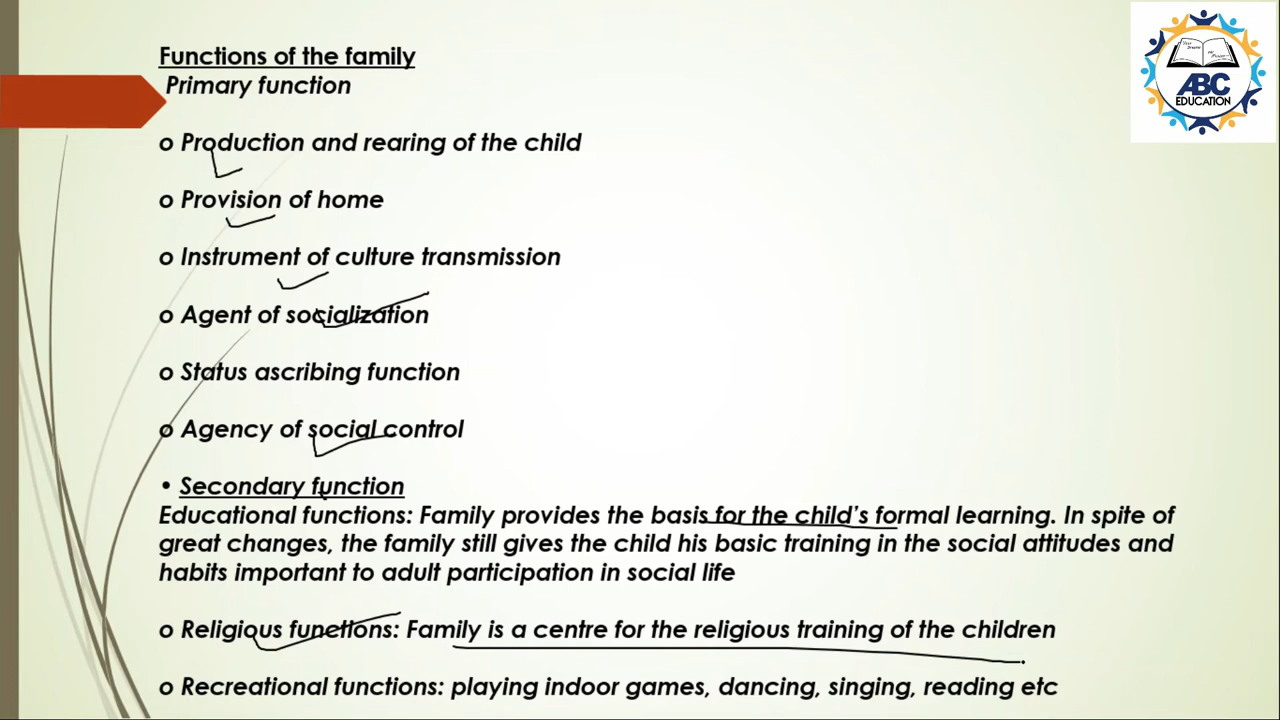 Functions of the family
Primary function
o Production and rearing of the child
o Provision of home
o Instrument of culture transmission
o Agent of socialization
o Status ascribing function
o Agency of social control
• Secondary function
Educational functions: Family provides the basis for the child's formal learning. In spite of
great changes, the family still gives the child his basic training in the social attitudes and
habits important to adult participation in social life
o Religious functions: Family is a centre for the religious training of the children
o Recreational functions: playing indoor games, dancing, singing, reading etc
ABC
EDUCATION